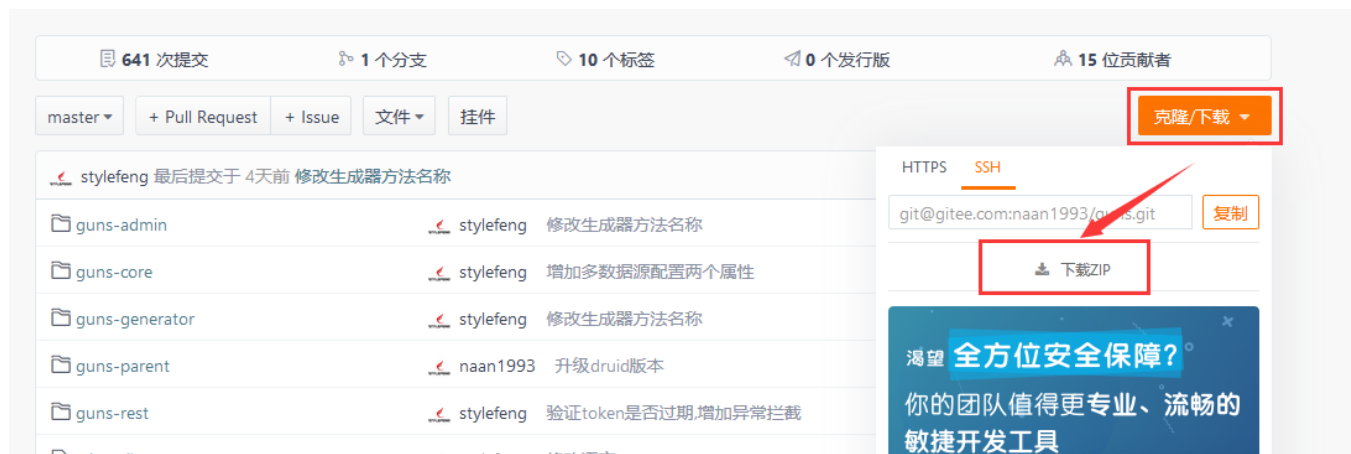 641 次提交 1 个分支 10 个标签 0 个发行版 15 位贡献者
master + Pull Request + Issue 文件 挂件 克隆/下载
stylefeng 最后提交于 4天前 修改生成器方法名称
HTTPS SSH
git@gitee.com:naan1993/guns.git 复制
下载ZIP
guns-admin stylefeng 修改生成器方法名称
guns-core stylefeng 增加多数据源配置两个属性
guns-generator stylefeng 修改生成器方法名称
guns-parent naan1993 升级druid版本
guns-rest stylefeng 验证token是否过期,增加异常拦截
渴望 全方位安全保障?
你的团队值得更专业、流畅的
敏捷开发工具